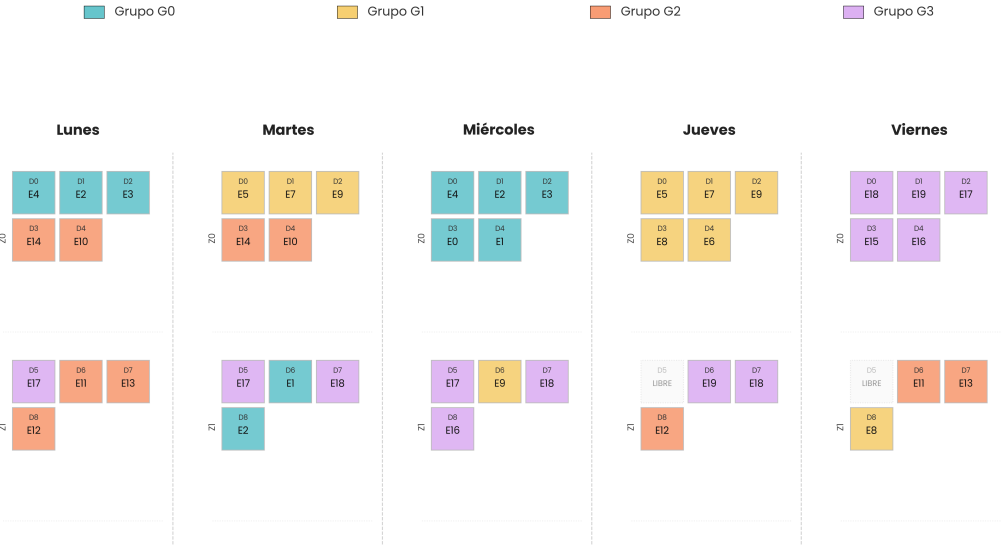 Grupo G0 Grupo G1 Grupo G2 Grupo G3
Lunes Martes Miércoles Jueves Viernes
D0 D1 D2 D0 D1 D2 D0 D1 D2 D0 D1 D2 D0 D1 D2
E4 E2 E3 E5 E7 E9 E4 E2 E3 E5 E7 E9 E18 E19 E17
D3 D4 D3 D4 D3 D4 D3 D4 D3 D4
Z0 E14 E10 Z0 E14 E10 Z0 E0 E1 Z0 E8 E6 Z0 E15 E16
D5 D6 D7 D5 D6 D7 D5 D6 D7 D5 D6 D7 D5 D6 D7
E17 E11 E13 E17 E1 E18 E17 E9 E18 LIBRE E19 E18 LIBRE E11 E13
D8 D8 D8 D8 D8
Z1 E12 Z1 E2 Z1 E16 Z1 E12 Z1 E8